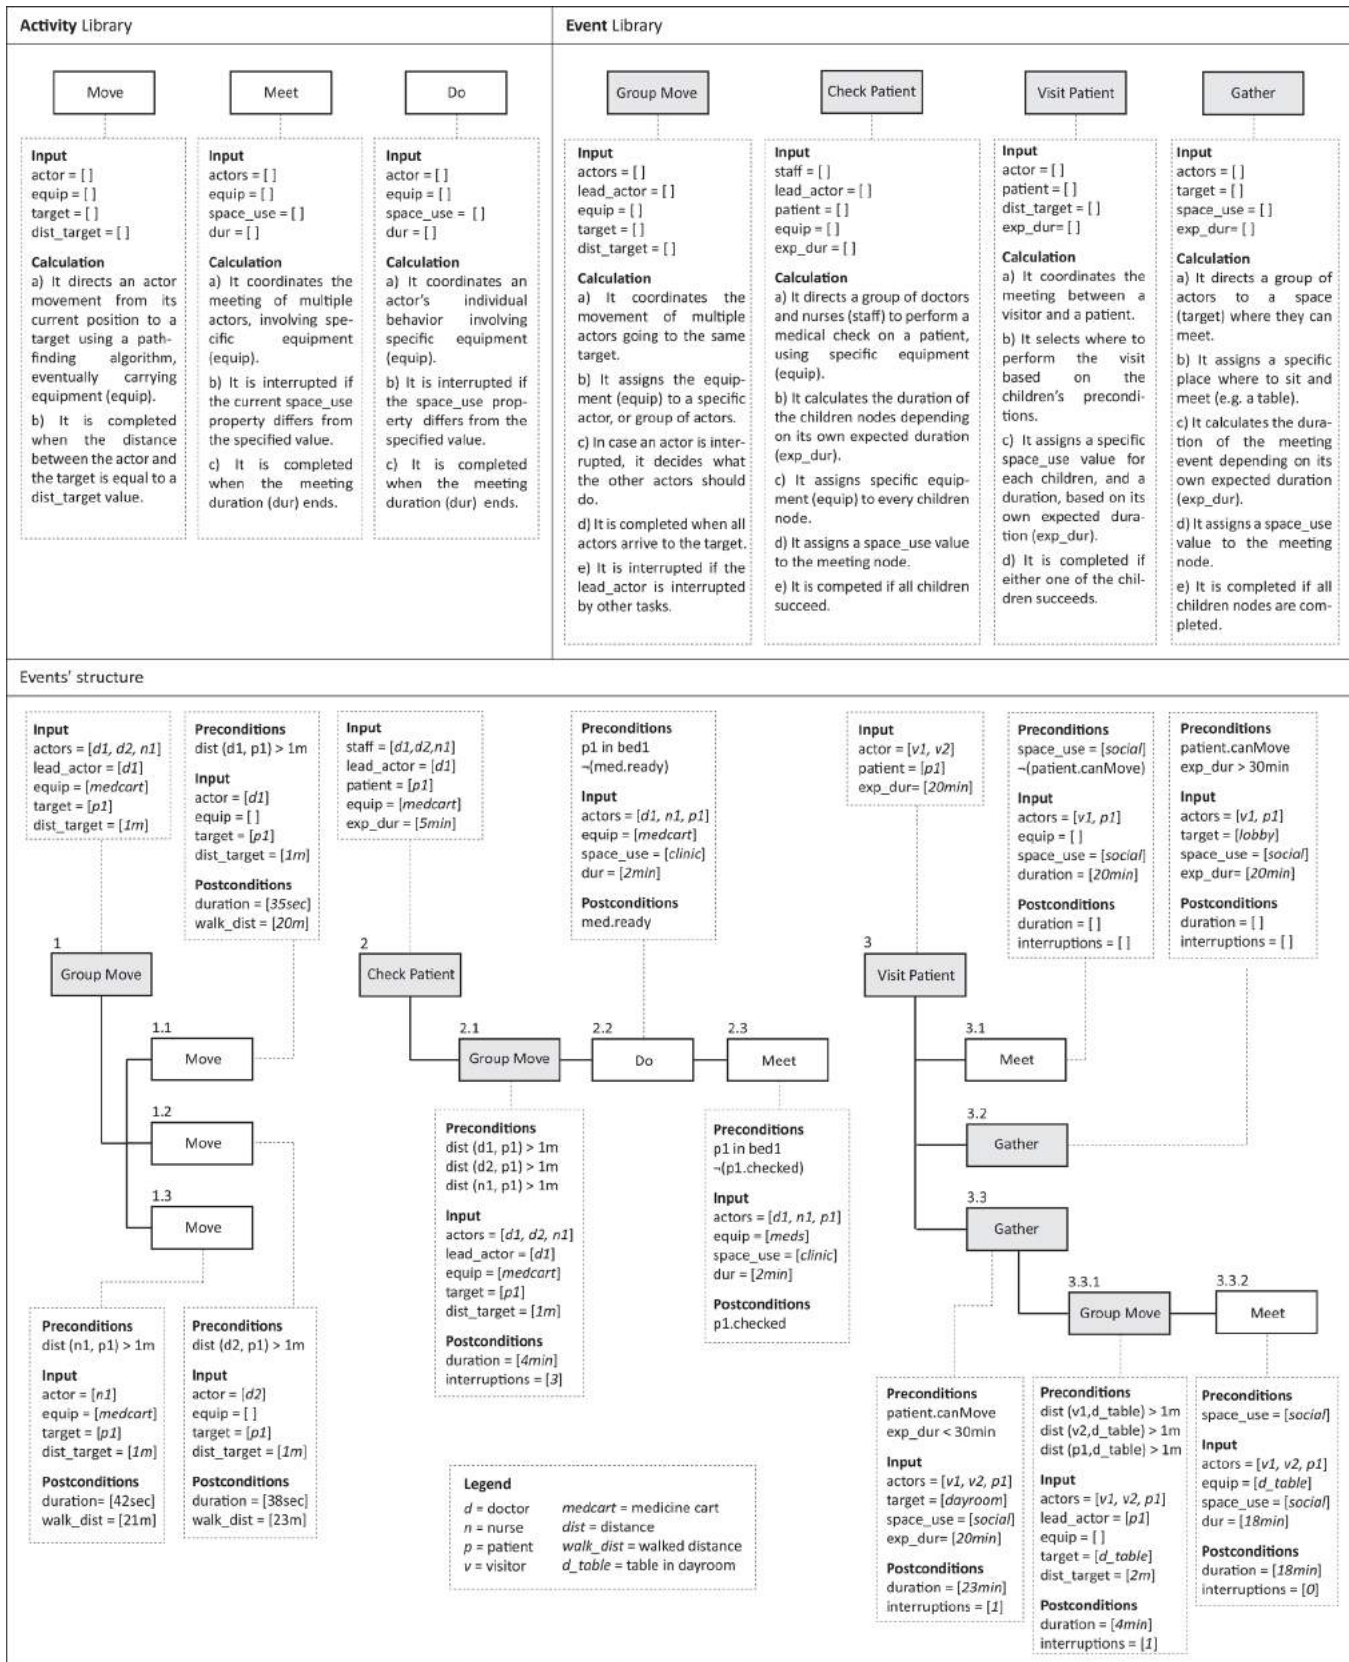 Activity Library
Event Library
Move
Input
actor = [ ]
equip = [ ]
target = [ ]
dist_target = [ ]
Calculation
a) It directs an actor
movement from its
current position to a
target using a path-
finding algorithm,
eventually carrying
equipment (equip).
b) It is completed
when the distance
between the actor and
the target is equal to a
dist_target value.
Meet
Input
actors = [ ]
equip = [ ]
space_use = [ ]
dur = [ ]
Calculation
a) It coordinates the
meeting of multiple
actors, involving spe-
cific equipment
(equip).
b) It is interrupted if
the current space_use
property differs from
the specified value.
c) It is completed
when the meeting
duration (dur) ends.
Do
Input
actor = [ ]
equip = [ ]
space_use = [ ]
dur = [ ]
Calculation
a) It coordinates an
actor's individual
behavior involving
specific equipment
(equip).
b) It is interrupted if
the space_use prop-
erty differs from the
specified value.
c) It is completed
when the meeting
duration (dur) ends.
Group Move
Input
actors = [ ]
lead_actor = [ ]
equip = [ ]
target = [ ]
dist_target = [ ]
Calculation
a) It coordinates the
movement of multiple
actors going to the same
target.
b) It assigns the equip-
ment (equip) to a specific
actor, or group of actors.
c) In case an actor is inter-
rupted, it decides what
the other actors should
do.
d) It is completed when all
actors arrive to the target.
e) It is interrupted if the
lead_actor is interrupted
by other tasks.
Check Patient
Input
staff = [ ]
lead_actor = [ ]
patient = [ ]
equip = [ ]
exp_dur = [ ]
Calculation
a) It directs a group of doctors
and nurses (staff) to perform a
medical check on a patient,
using specific equipment
(equip).
b) It calculates the duration of
the children nodes depending
on its own expected duration
(exp_dur).
c) It assigns specific equip-
ment (equip) to every children
node.
d) It assigns a space_use value
to the meeting node.
e) It is competed if all children
succeed.
Visit Patient
Input
actor = [ ]
patient = [ ]
dist_target = [ ]
exp_dur= [ ]
Calculation
a) It coordinates the
meeting between a
visitor and a patient.
b) It selects where to
perform the visit
based on the
children's precondi-
tions.
c) It assigns a specific
space_use value for
each children, and a
duration, based on its
own expected dura-
tion (exp_dur).
d) It is completed if
either one of the chil-
dren succeeds.
Gather
Input
actors = [ ]
target = [ ]
space_use = [ ]
exp_dur= [ ]
Calculation
a) It directs a group of
actors to a space
(target) where they can
meet.
b) It assigns a specific
place where to sit and
meet (e.g. a table).
c) It calculates the dura-
tion of the meeting
event depending on its
own expected duration
(exp_dur).
d) It assigns a space_use
value to the meeting
node.
e) It is completed if all
children nodes are com-
pleted.
Events' structure
Input
actors = [d1, d2, n1]
lead_actor = [d1]
equip = [medcart]
target = [p1]
dist_target = [1m]
1
Group Move
Preconditions
dist (d1, p1) > 1m
Input
actor = [d1]
equip = [ ]
target = [p1]
dist_target = [1m]
Postconditions
duration = [35sec]
walk_dist = [20m]
1.1
Move
1.2
Move
1.3
Move
Preconditions
dist (n1, p1) > 1m
Input
actor = [n1]
equip = [medcart]
target = [p1]
dist_target = [1m]
Postconditions
duration= [42sec]
walk_dist = [21m]
Preconditions
dist (d2, p1) > 1m
Input
actor = [d2]
equip = [ ]
target = [p1]
dist_target = [1m]
Postconditions
duration = [38sec]
walk_dist = [23m]
Input
staff = [d1,d2,n1]
lead_actor = [d1]
patient = [p1]
equip = [medcart]
exp_dur = [5min]
2
Check Patient
2.1
Group Move
Preconditions
dist (d1, p1) > 1m
dist (d2, p1) > 1m
dist (n1, p1) > 1m
Input
actors = [d1, d2, n1]
lead_actor = [d1]
equip = [medcart]
target = [p1]
dist_target = [1m]
Postconditions
duration = [4min]
interruptions = [3]
Preconditions
p1 in bed1
¬(med.ready)
Input
actors = [d1, n1, p1]
equip = [medcart]
space_use = [clinic]
dur = [2min]
Postconditions
med.ready
2.2
Do
2.3
Meet
Preconditions
p1 in bed1
¬(p1.checked)
Input
actors = [d1, n1, p1]
equip = [meds]
space_use = [clinic]
dur = [2min]
Postconditions
p1.checked
Input
actor = [v1, v2]
patient = [p1]
exp_dur= [20min]
3
Visit Patient
Preconditions
space_use = [social]
¬(patient.canMove)
Input
actors = [v1, p1]
equip = [ ]
space_use = [social]
duration = [20min]
Postconditions
duration = [ ]
interruptions = [ ]
3.1
Meet
Preconditions
patient.canMove
exp_dur > 30min
Input
actors = [v1, p1]
target = [lobby]
space_use = [social]
exp_dur= [20min]
Postconditions
duration = [ ]
interruptions = [ ]
3.2
Gather
3.3
Gather
Preconditions
patient.canMove
exp_dur < 30min
Input
actors = [v1, v2, p1]
target = [dayroom]
space_use = [social]
exp_dur= [20min]
Postconditions
duration = [23min]
interruptions = [1]
3.3.1
Group Move
Preconditions
dist (v1,d_table) > 1m
dist (v2,d_table) > 1m
dist (p1,d_table) > 1m
Input
actors = [v1, v2, p1]
lead_actor = [p1]
equip = [ ]
target = [d_table]
dist_target = [2m]
Postconditions
duration = [4min]
interruptions = [1]
3.3.2
Meet
Preconditions
space_use = [social]
Input
actors = [v1, v2, p1]
equip = [d_table]
space_use = [social]
dur = [18min]
Postconditions
duration = [18min]
interruptions = [0]
Legend
d = doctor
n = nurse
p = patient
v = visitor
medcart = medicine cart
dist = distance
walk_dist = walked distance
d_table = table in dayroom